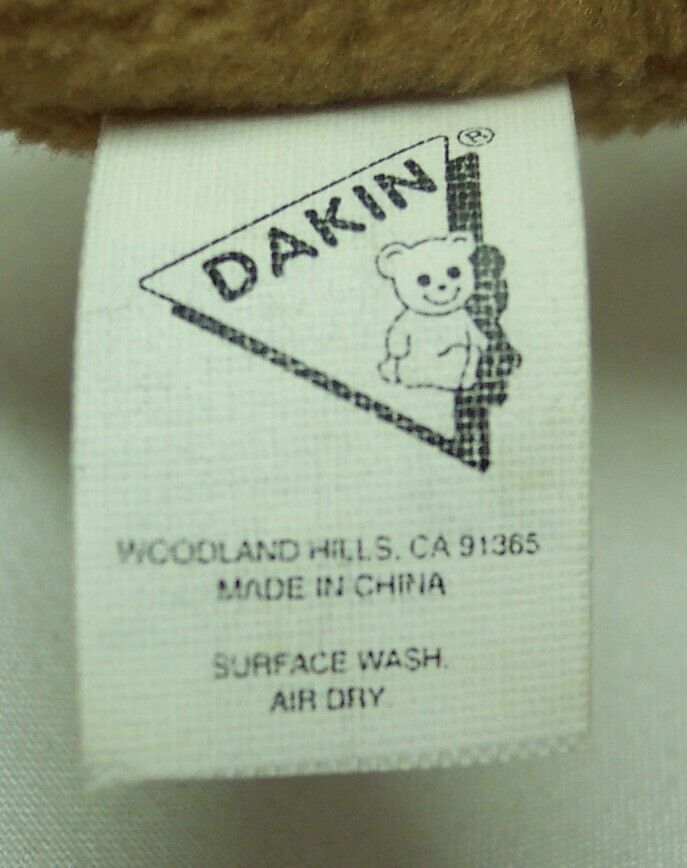 DAKIN®
WOODLAND HILLS, CA 91365
MADE IN CHINA
SURFACE WASH.
AIR DRY